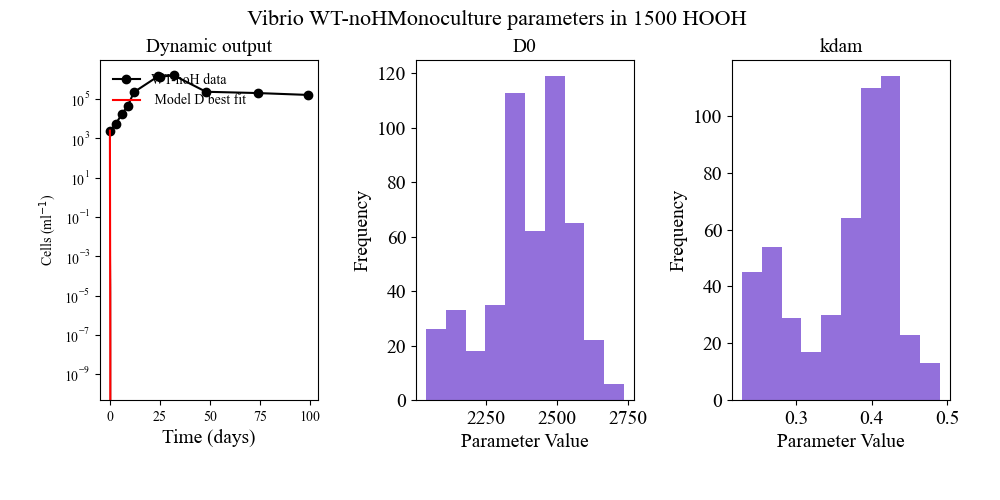 Vibrio WT-noHMonoculture parameters in 1500 HOOH
Dynamic output
WT-noH data
Model D best fit
10⁵
10³
10¹
10⁻¹
10⁻³
10⁻⁵
10⁻⁷
10⁻⁹
Cells (ml⁻¹)
0 25 50 75 100
Time (days)
D0
120
100
80
60
40
20
0
Frequency
2250 2500 2750
Parameter Value
kdam
100
80
60
40
20
0
Frequency
0.3 0.4 0.5
Parameter Value